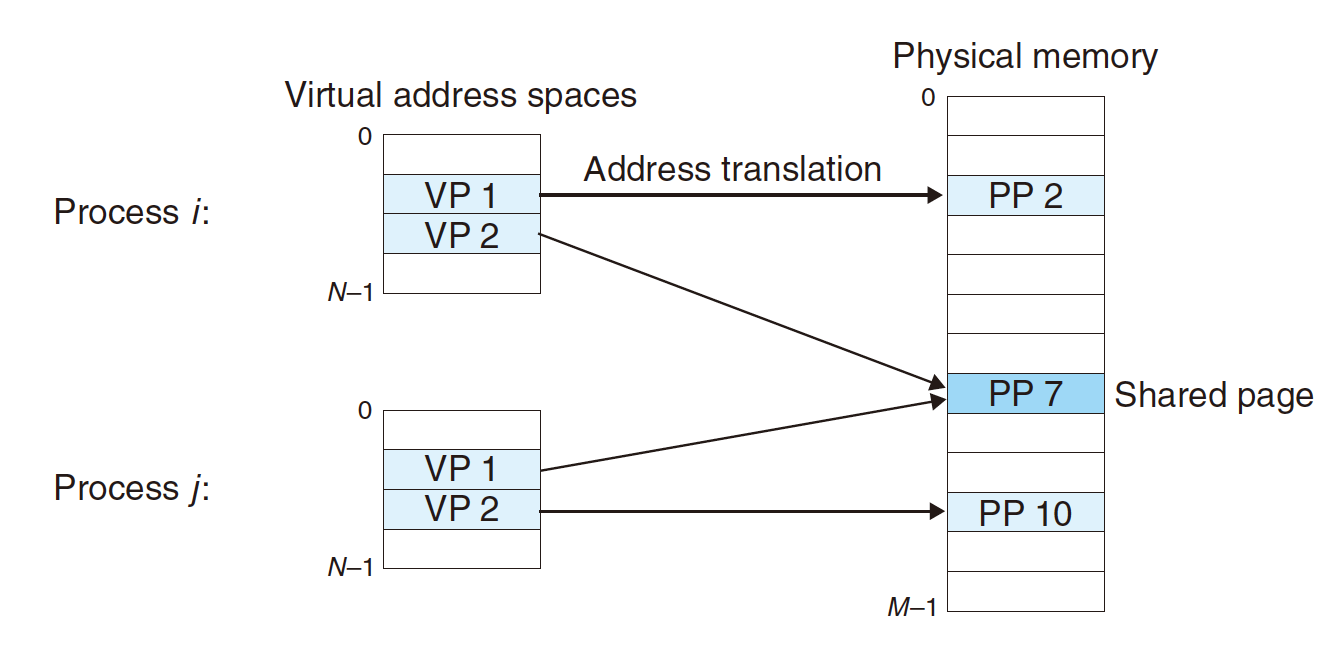 Physical memory
Virtual address spaces
0
0
Address translation
Process i:
VP 1
PP 2
VP 2
N–1
PP 7
Shared page
0
VP 1
Process j:
VP 2
PP 10
N–1
M–1